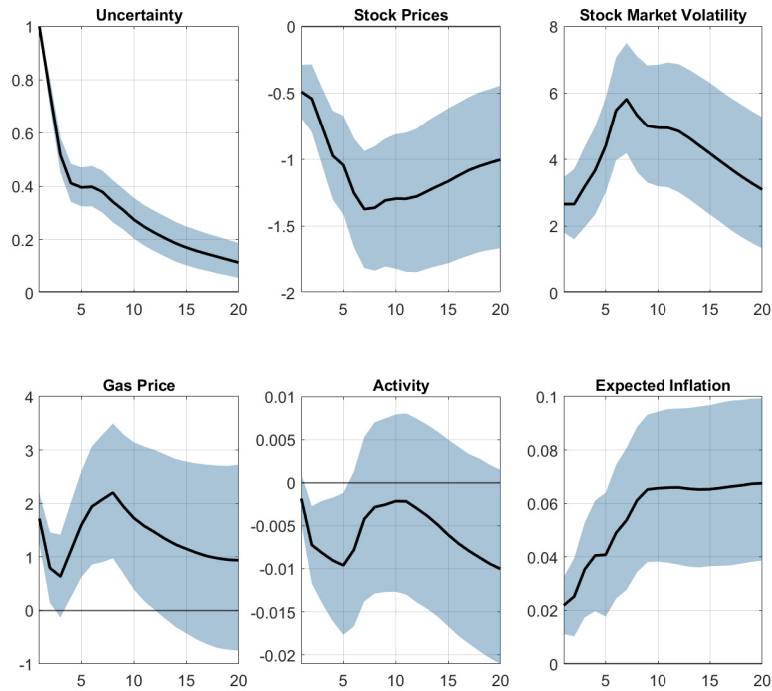 Uncertainty
1
0.8
0.6
0.4
0.2
0
5 10 15 20
Stock Prices
0
-0.5
-1
-1.5
-2
5 10 15 20
Stock Market Volatility
8
6
4
2
0
5 10 15 20
Gas Price
4
3
2
1
0
-1
5 10 15 20
Activity
0.01
0.005
0
-0.005
-0.01
-0.015
-0.02
5 10 15 20
Expected Inflation
0.1
0.08
0.06
0.04
0.02
0
5 10 15 20